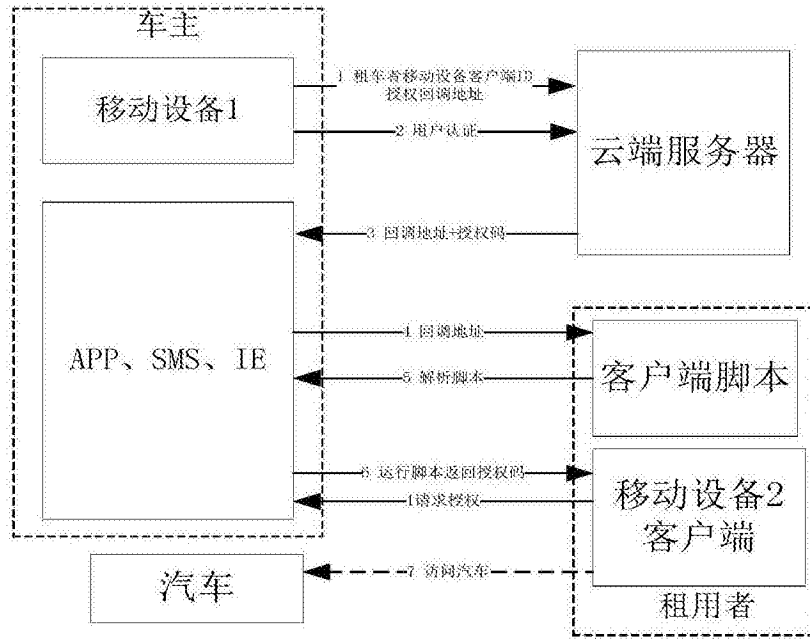 车主
移动设备1
1 租车者移动设备客户端ID
授权回调地址
2 用户认证
云端服务器
3 回调地址+授权码
APP、SMS、IE
4 回调地址
客户端脚本
5 解析脚本
6 运行脚本返回授权码
1请求授权
移动设备2
客户端
汽车
7 访问汽车
租用者